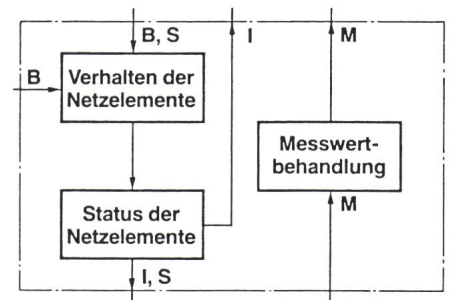 B, S
I
M
B
Verhalten der
Netzelemente
Messwert-
behandlung
Status der
Netzelemente
M
I, S